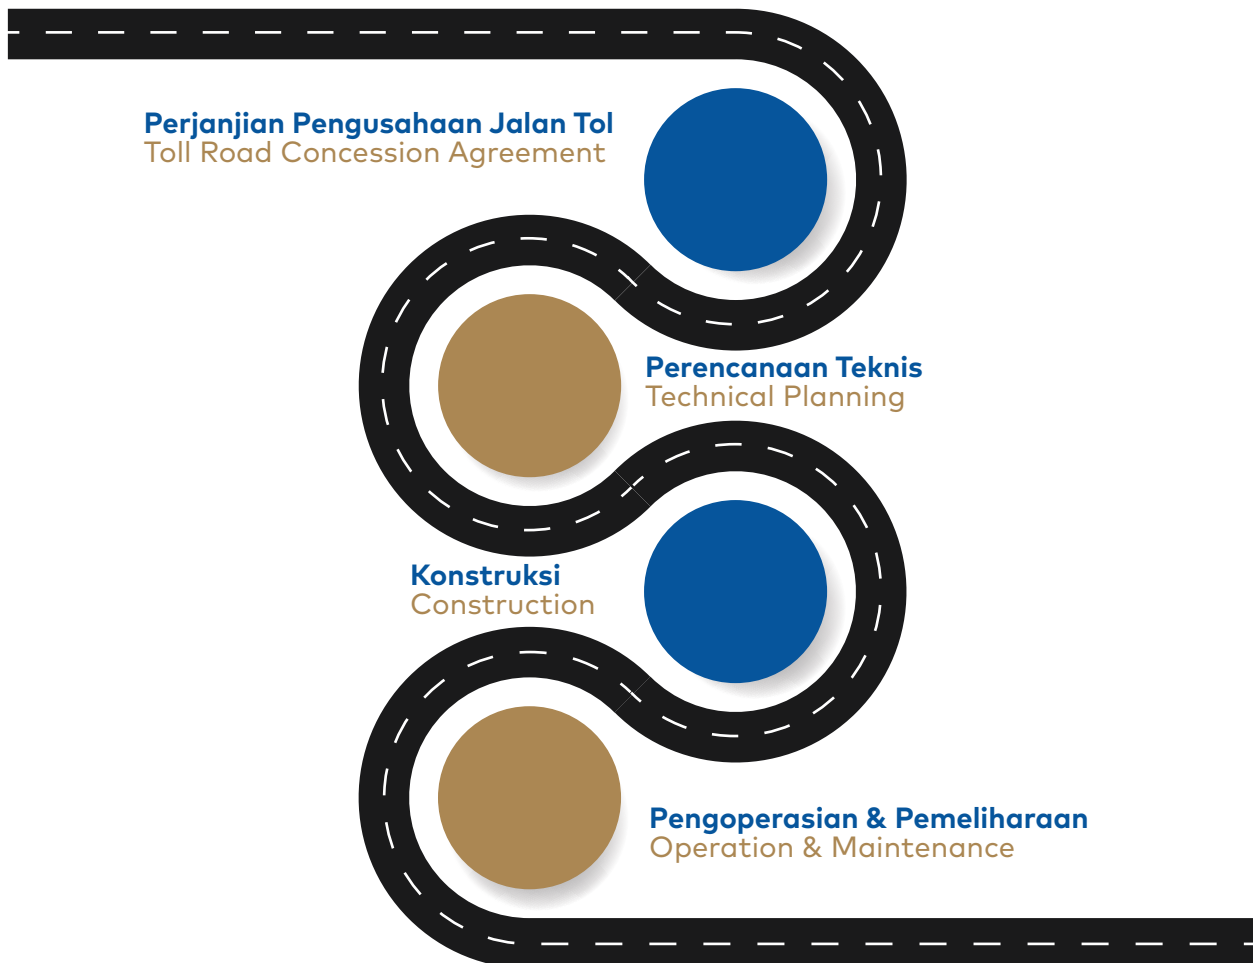 Perjanjian Pengusahaan Jalan Tol
Toll Road Concession Agreement
Perencanaan Teknis
Technical Planning
Konstruksi
Construction
Pengoperasian & Pemeliharaan
Operation & Maintenance